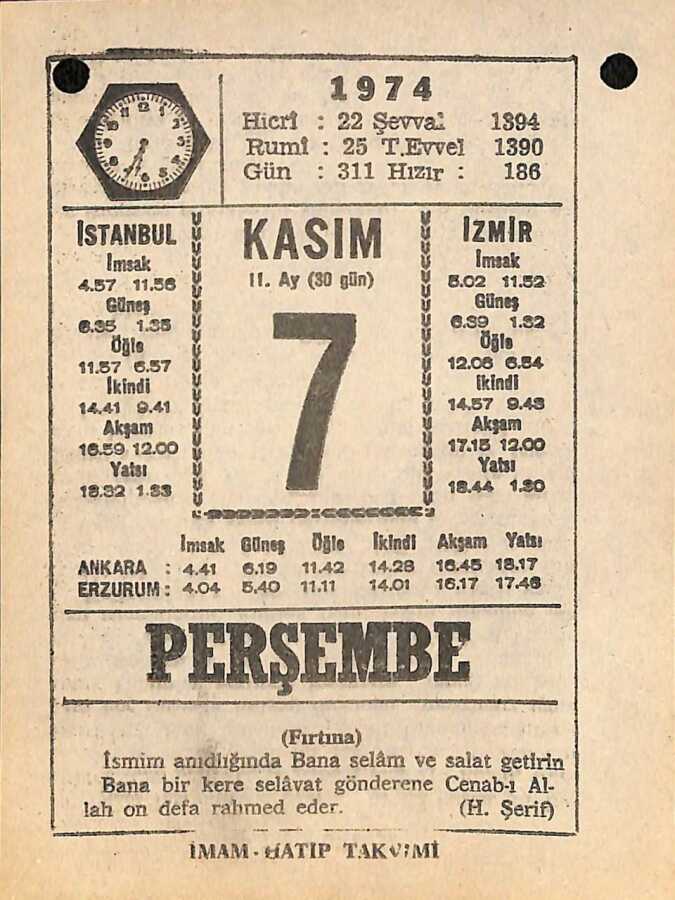 1974
Hicrî : 22 Şevval 1394
Rumî : 25 T.Evvel 1390
Gün : 311 Hızır : 186
İSTANBUL
İmsak
4.57 11.58
Güneş
6.35 1.35
Öğle
11.57 6.57
İkindi
14.41 9.41
Akşam
16.59 12.00
Yatsı
18.32 1.33
KASIM
11. Ay (30 gün)
7
İZMİR
İmsak
5.02 11.52
Güneş
6.39 1.32
Öğle
12.06 6.54
İkindi
14.57 9.43
Akşam
17.15 12.00
Yatsı
18.44 1.30
İmsak Güneş Öğle İkindi Akşam Yatsı
ANKARA : 4.41 6.19 11.42 14.28 16.45 18.17
ERZURUM : 4.04 5.40 11.11 14.01 16.17 17.48
PERŞEMBE
(Fırtına)
İsmim anıdlığında Bana selâm ve salat getirin
Bana bir kere selâvat gönderene Cenab-ı Al-
lah on defa rahmed eder. (H. Şerif)
İMAM - HATİP TAKVİMİ